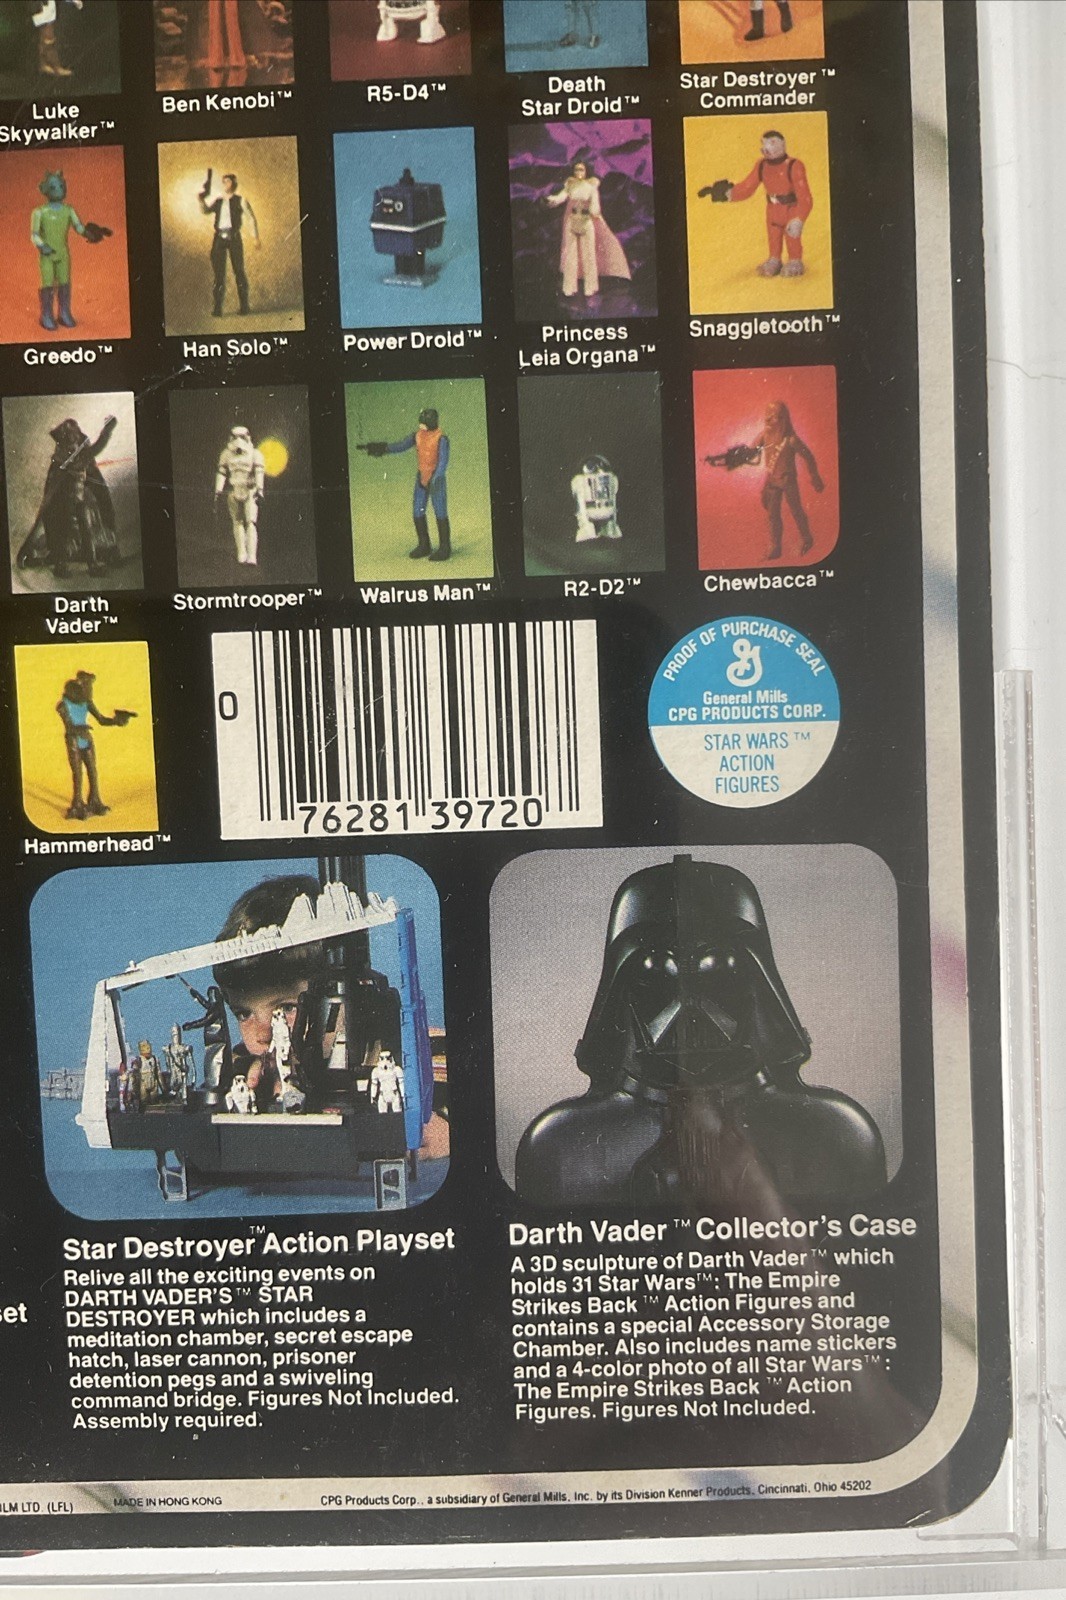 Luke
Skywalker™
Ben Kenobi™
R5-D4™
Death
Star Droid™
Star Destroyer™
Commander
Greedo™
Han Solo™
Power Droid™
Princess
Leia Organa™
Snaggletooth™
Darth
Vader™
Stormtrooper™
Walrus Man™
R2-D2™
Chewbacca™
Hammerhead™
0
76281 39720
PROOF OF PURCHASE SEAL
G
General Mills
CPG PRODUCTS CORP.
STAR WARS™
ACTION
FIGURES
Star Destroyer™ Action Playset
Relive all the exciting events on
DARTH VADER'S™ STAR
DESTROYER which includes a
meditation chamber, secret escape
hatch, laser cannon, prisoner
detention pegs and a swiveling
command bridge. Figures Not Included.
Assembly required.
Darth Vader™ Collector's Case
A 3D sculpture of Darth Vader™ which
holds 31 Star Wars™: The Empire
Strikes Back™ Action Figures and
contains a special Accessory Storage
Chamber. Also includes name stickers
and a 4-color photo of all Star Wars™:
The Empire Strikes Back™ Action
Figures. Figures Not Included.
LTD. (LFL)
MADE IN HONG KONG
CPG Products Corp., a subsidiary of General Mills, Inc. by its Division Kenner Products, Cincinnati, Ohio 45202